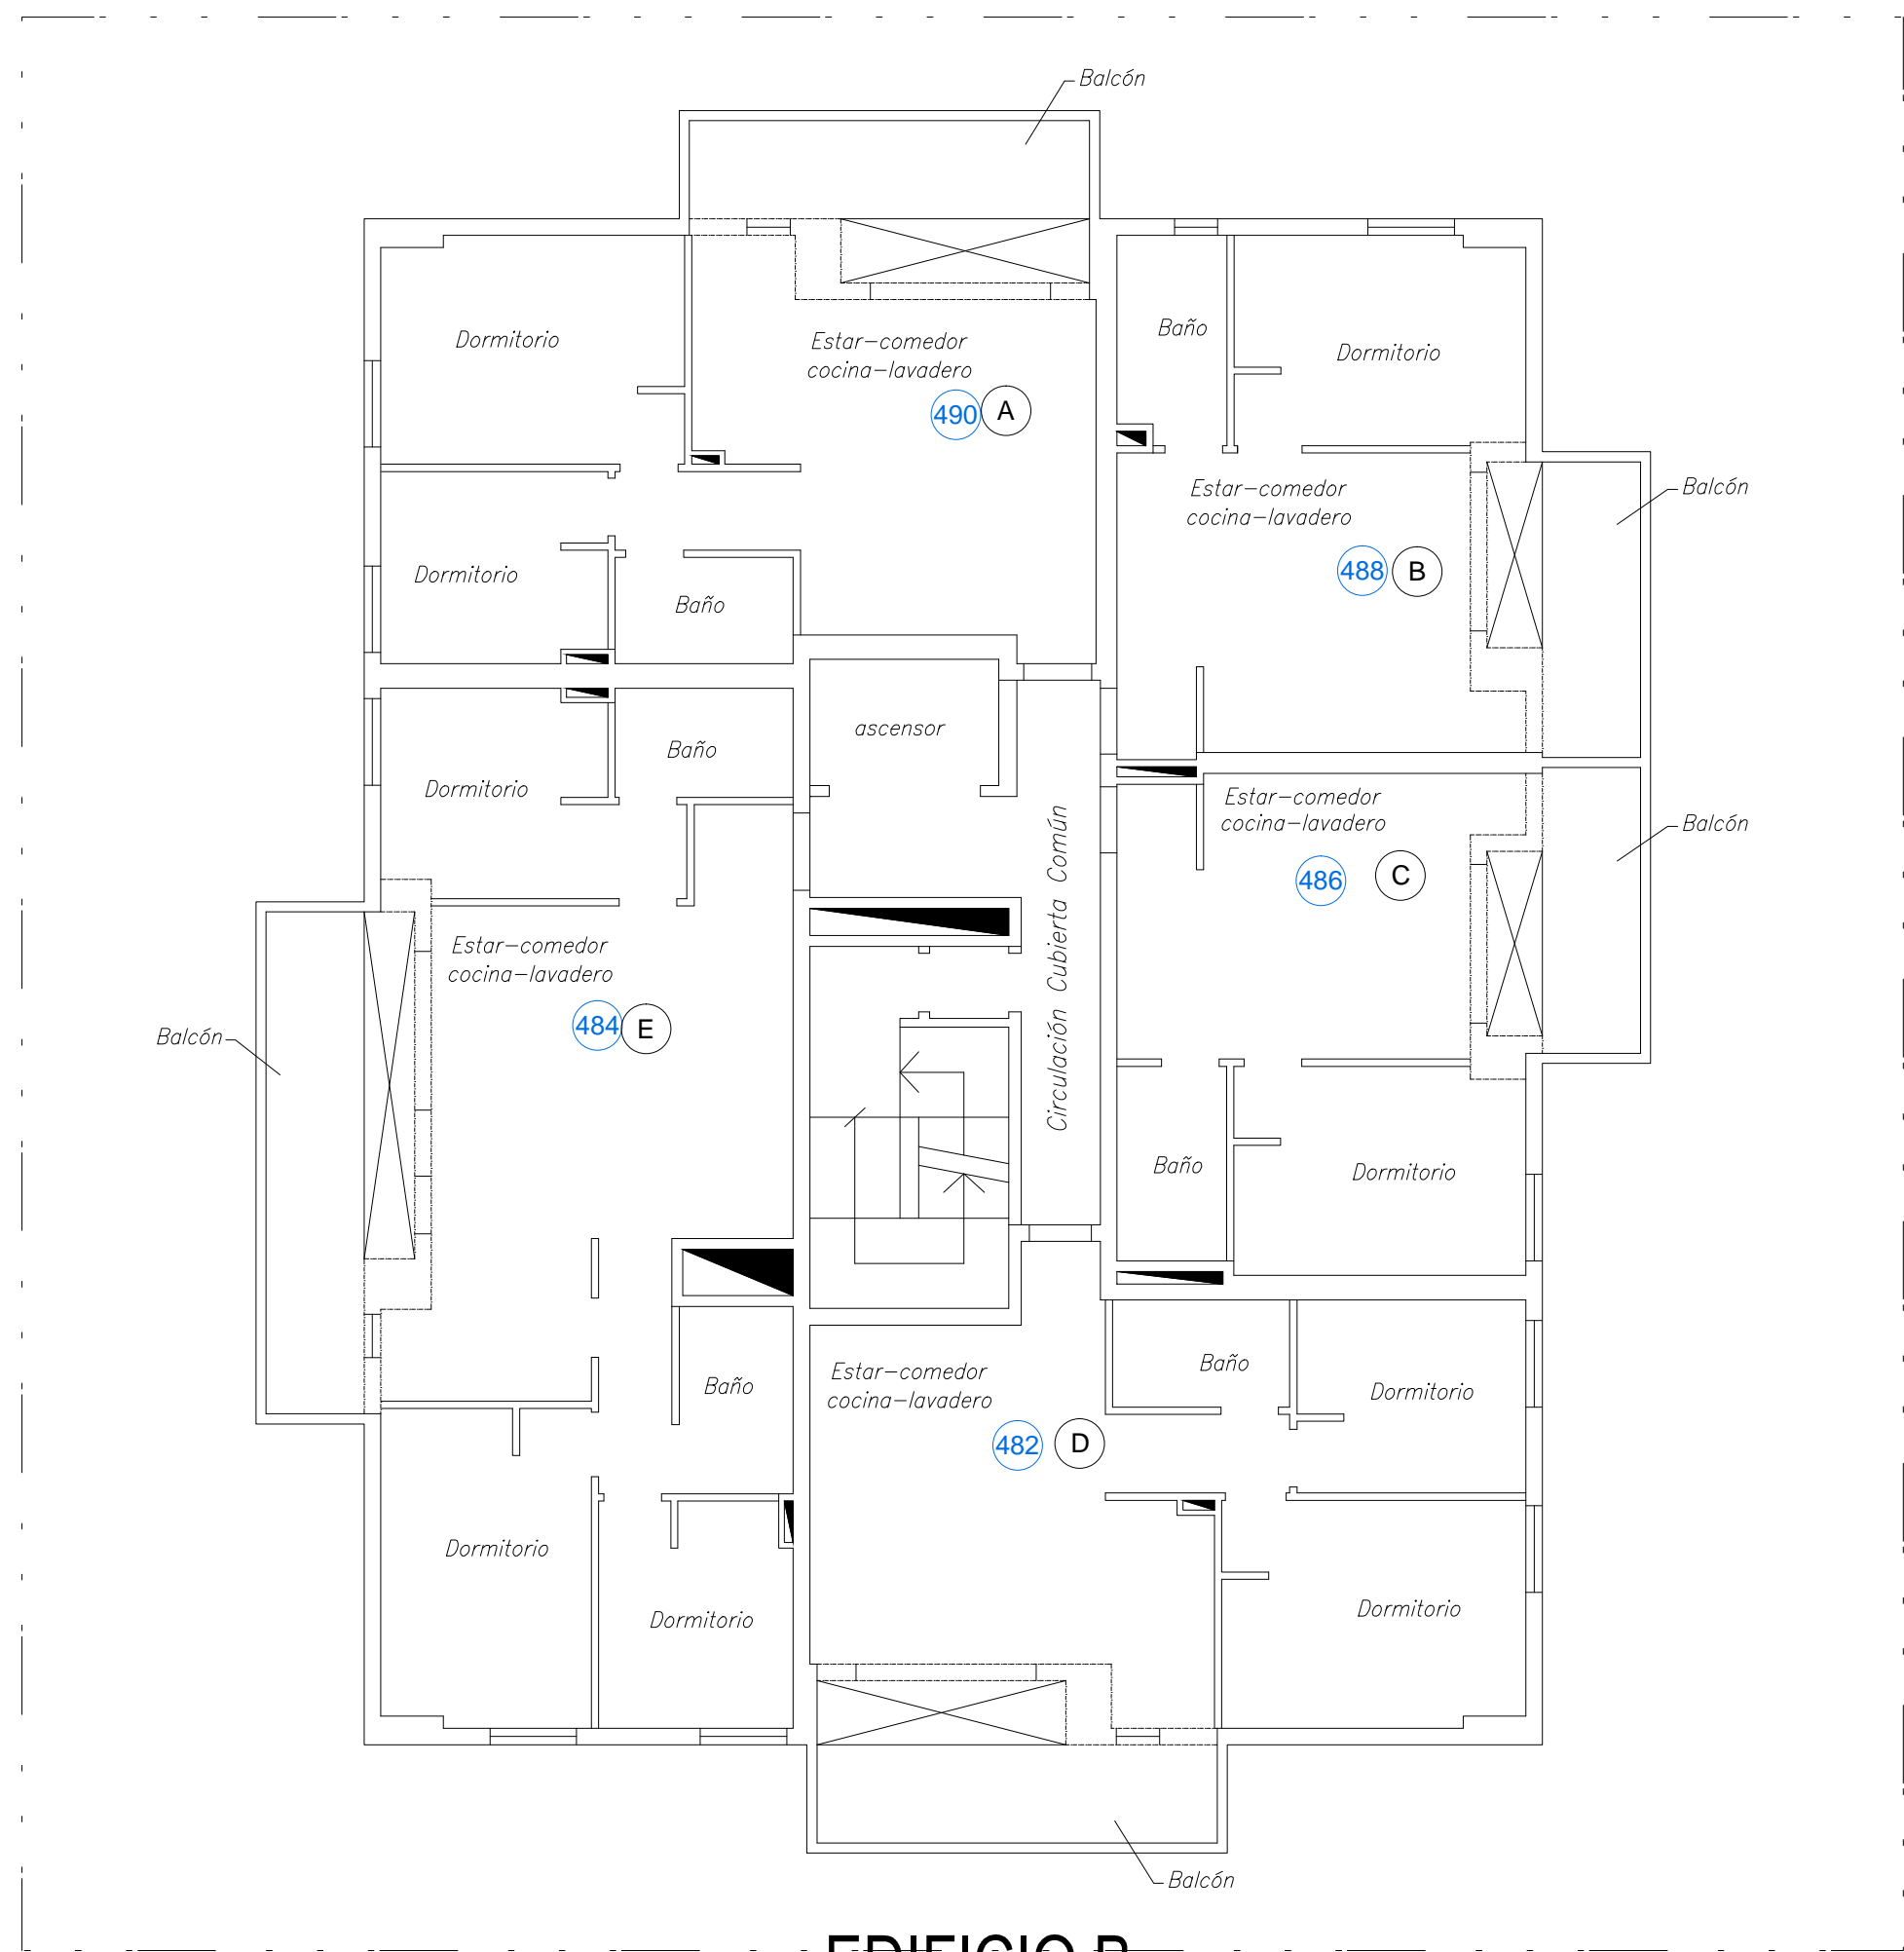 Balcón
Dormitorio
Estar-comedor
cocina-lavadero
490 A
Baño
Dormitorio
Estar-comedor
cocina-lavadero
488 B
Balcón
Dormitorio
Baño
ascensor
Dormitorio
Baño
Estar-comedor
cocina-lavadero
486 C
Balcón
Circulación Cubierta Común
Estar-comedor
cocina-lavadero
484 E
Balcón
Baño
Dormitorio
Estar-comedor
cocina-lavadero
482 D
Baño
Dormitorio
Baño
Dormitorio
Dormitorio
Dormitorio
Balcón
EDIFICIO B